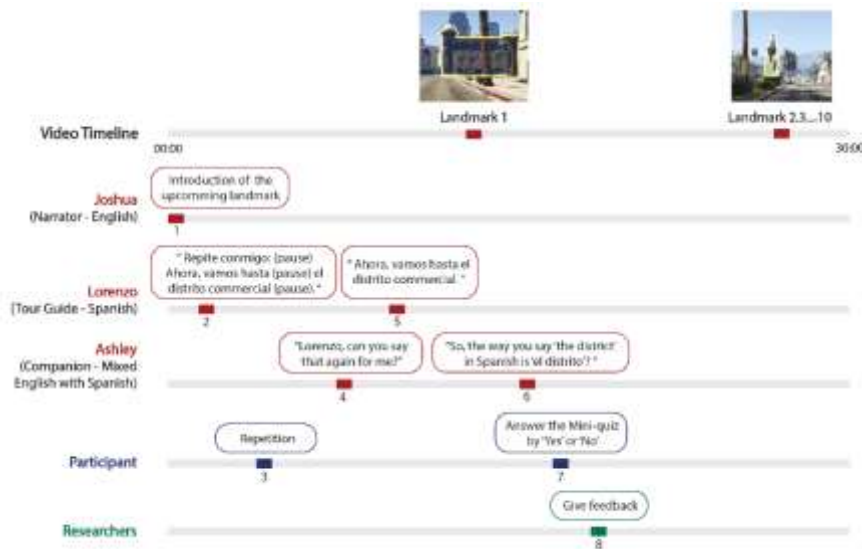 Landmark 1
Landmark 2.3....10
Video Timeline
00:00
30:00
Introduction of the
upcomming landmark
Joshua
(Narrator - English)
1
" Repite conmigo: (pause)
Ahora, vamos hasta (pause) el
distrito commercial (pause). "
" Ahora, vamos hasta el
distrito commercial "
Lorenzo
(Tour Guide - Spanish)
2
5
"Lorenzo, can you say
that again for me?"
"So, the way you say 'the district'
in Spanish is 'el distrito'? "
Ashley
(Companion - Mixed
English with Spanish)
4
6
Repetition
Answer the Mini-quiz
by 'Yes' or 'No'
Participant
3
7
Give feedback
Researchers
8